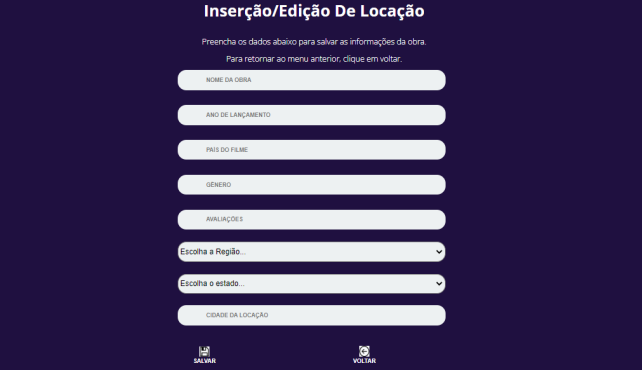 Inserção/Edição De Locação
Preencha os dados abaixo para salvar as informações da obra.
Para retornar ao menu anterior, clique em voltar.
NOME DA OBRA
ANO DE LANÇAMENTO
PAÍS DO FILME
GÊNERO
AVALIAÇÕES
Escolha a Região...
Escolha o estado...
CIDADE DA LOCAÇÃO
SALVAR VOLTAR